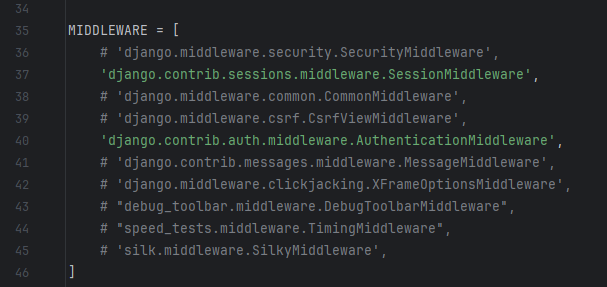 34
35 MIDDLEWARE = [
36     # 'django.middleware.security.SecurityMiddleware',
37     'django.contrib.sessions.middleware.SessionMiddleware',
38     # 'django.middleware.common.CommonMiddleware',
39     # 'django.middleware.csrf.CsrfViewMiddleware',
40     'django.contrib.auth.middleware.AuthenticationMiddleware',
41     # 'django.contrib.messages.middleware.MessageMiddleware',
42     # 'django.middleware.clickjacking.XFrameOptionsMiddleware',
43     # "debug_toolbar.middleware.DebugToolbarMiddleware",
44     # "speed_tests.middleware.TimingMiddleware",
45     # 'silk.middleware.SilkyMiddleware',
46 ]